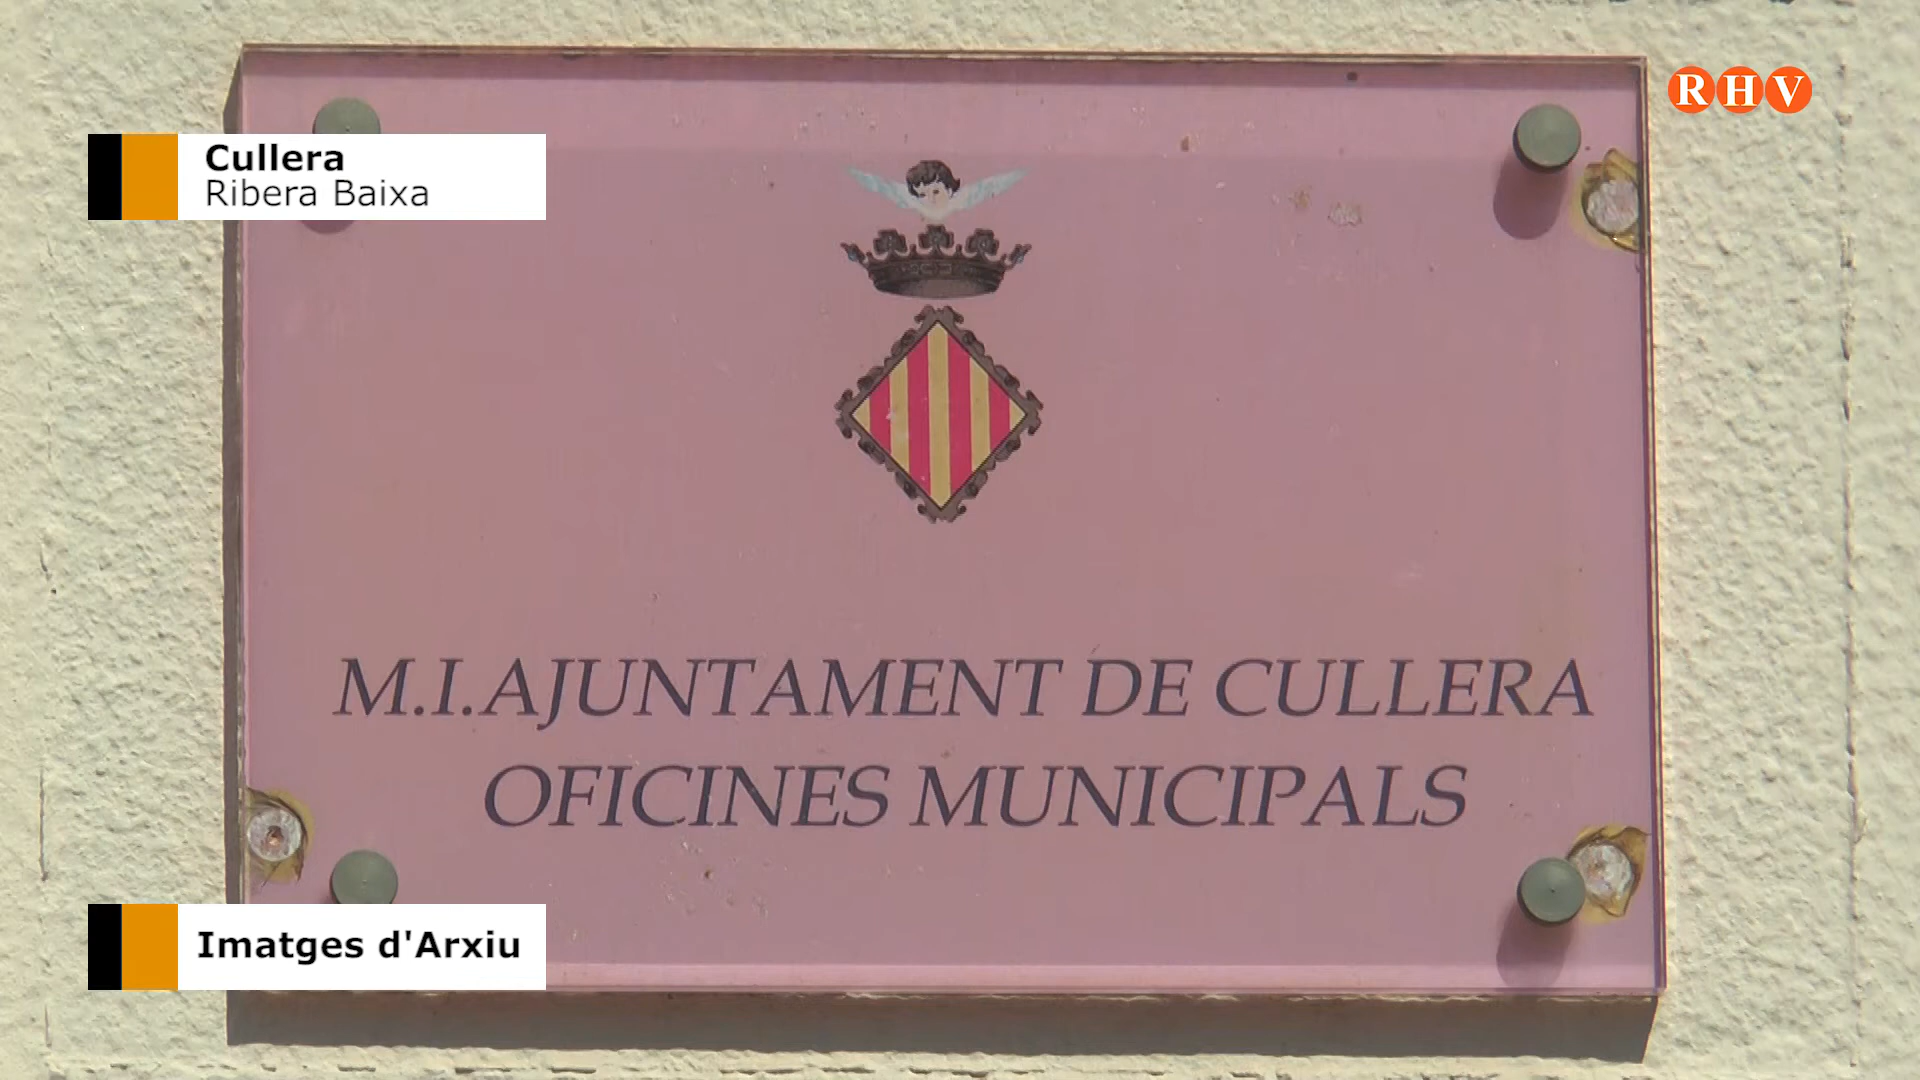 RHV
Cullera
Ribera Baixa
M.I.AJUNTAMENT DE CULLERA
OFICINES MUNICIPALS
Imatges d'Arxiu